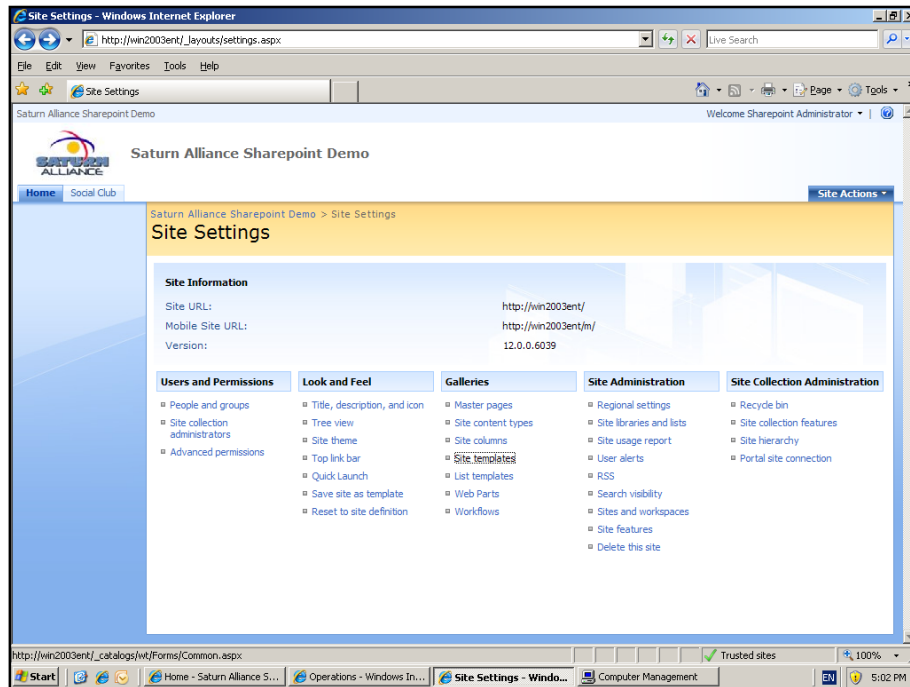 Site Settings - Windows Internet Explorer
http://win2003ent/_layouts/settings.aspx
Live Search
File Edit View Favorites Tools Help
Site Settings
Page Tools
Saturn Alliance Sharepoint Demo
Welcome Sharepoint Administrator
SATURN
ALLIANCE
Saturn Alliance Sharepoint Demo
Home Social Club
Site Actions
Saturn Alliance Sharepoint Demo > Site Settings
Site Settings
Site Information
Site URL: http://win2003ent/
Mobile Site URL: http://win2003ent/m/
Version: 12.0.0.6039
Users and Permissions
People and groups
Site collection
administrators
Advanced permissions
Look and Feel
Title, description, and icon
Tree view
Site theme
Top link bar
Quick Launch
Save site as template
Reset to site definition
Galleries
Master pages
Site content types
Site columns
Site templates
List templates
Web Parts
Workflows
Site Administration
Regional settings
Site libraries and lists
Site usage report
User alerts
RSS
Search visibility
Sites and workspaces
Site features
Delete this site
Site Collection Administration
Recycle bin
Site collection features
Site hierarchy
Portal site connection
http://win2003ent/_catalogs/wt/Forms/Common.aspx
Trusted sites
100%
Start
Home - Saturn Alliance S...
Operations - Windows In...
Site Settings - Windo...
Computer Management
EN
5:02 PM